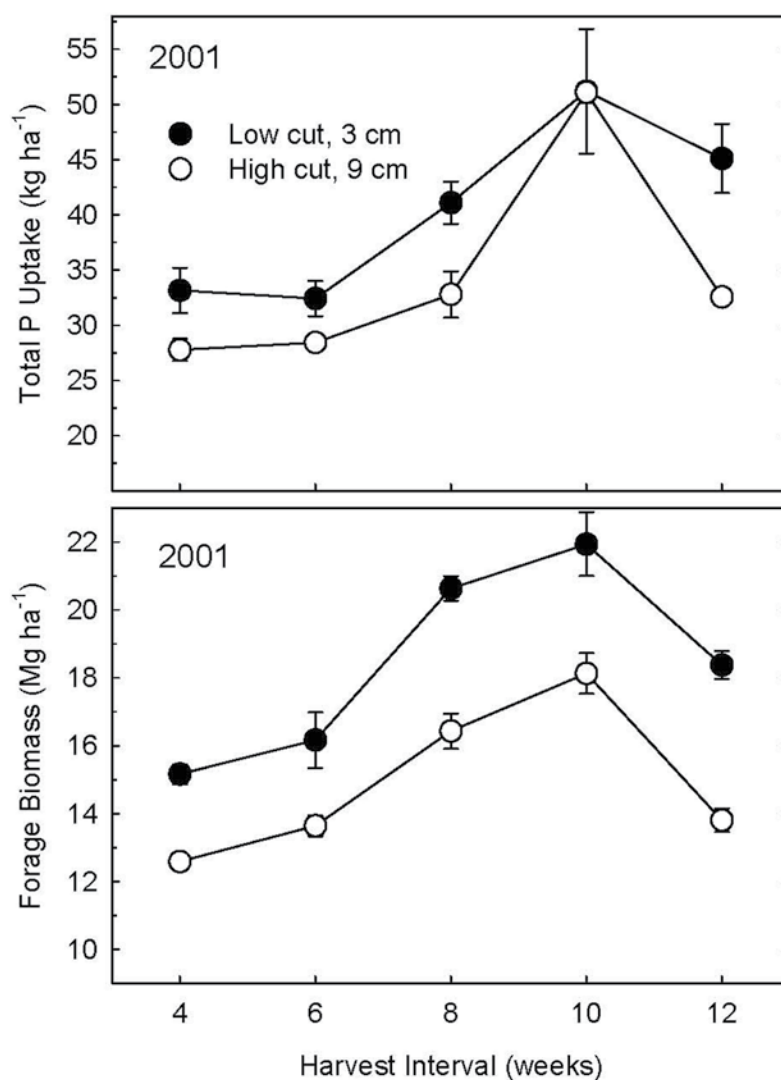 2001
Low cut, 3 cm
High cut, 9 cm
Total P Uptake (kg ha⁻¹)
55
50
45
40
35
30
25
20
2001
Forage Biomass (Mg ha⁻¹)
22
20
18
16
14
12
10
4 6 8 10 12
Harvest Interval (weeks)